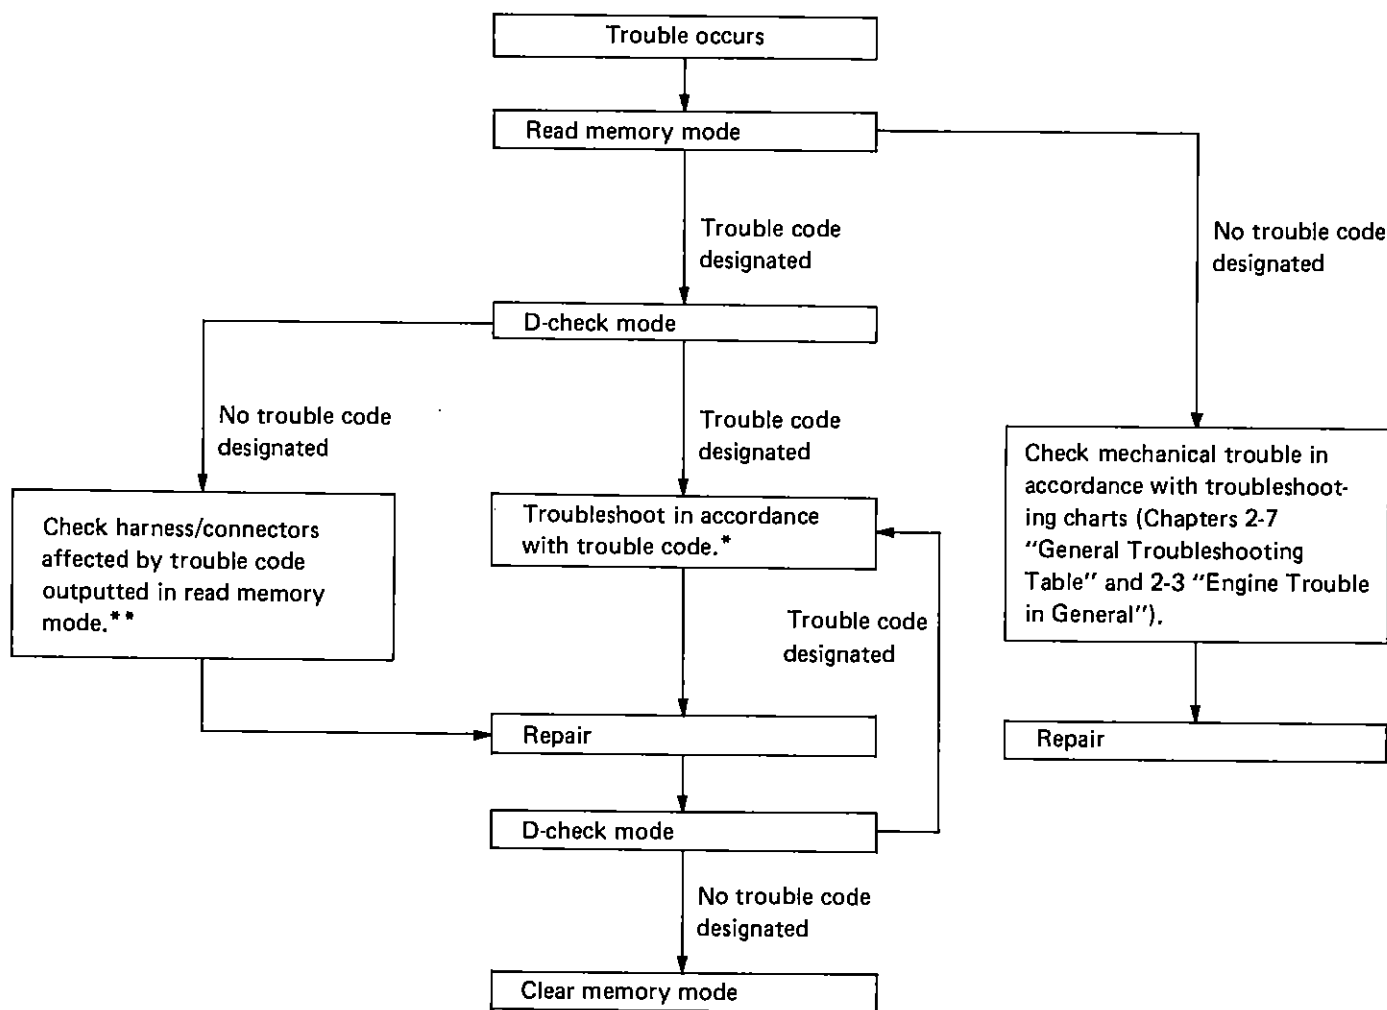 Trouble occurs
Read memory mode
Trouble code
designated
No trouble code
designated
D-check mode
No trouble code
designated
Trouble code
designated
Check mechanical trouble in
accordance with troubleshoot-
ing charts (Chapters 2-7
"General Troubleshooting
Table" and 2-3 "Engine Trouble
in General").
Check harness/connectors
affected by trouble code
outputted in read memory
mode.**
Troubleshoot in accordance
with trouble code.*
Trouble code
designated
Repair
Repair
D-check mode
No trouble code
designated
Clear memory mode